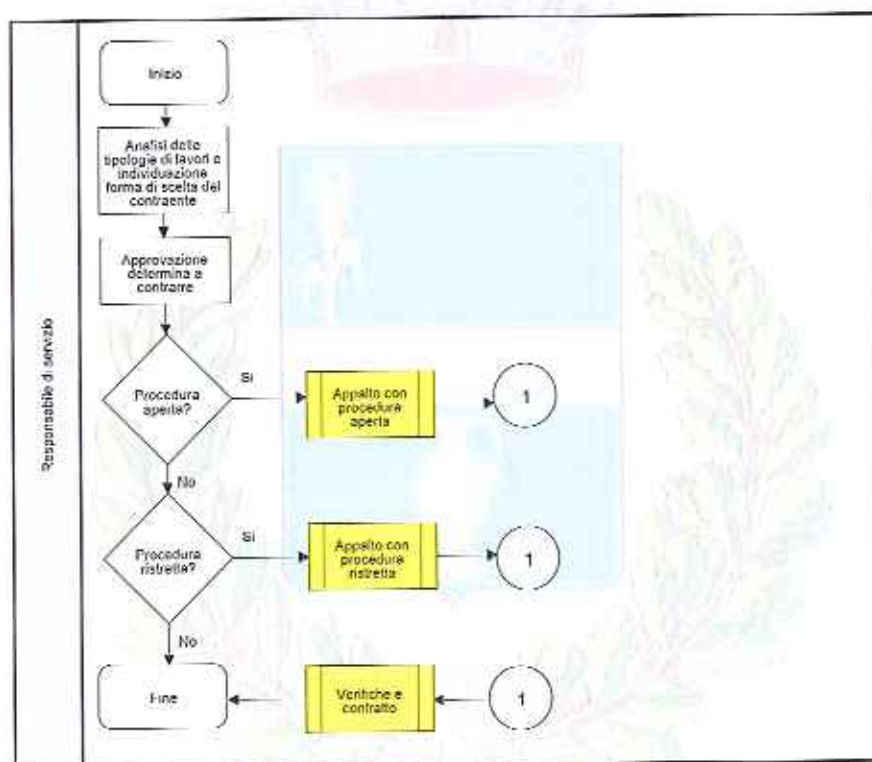 Responsabile di servizio
Inizio
Analisi delle
tipologie di lavori e
individuazione
forma di scelta del
contraente
Approvazione
determina a
contrarre
Procedura
aperta?
Si
Appalto con
procedura
aperta
1
No
Procedura
ristretta?
Si
Appalto con
procedura
ristretta
1
No
Fine
Verifiche e
contratto
1